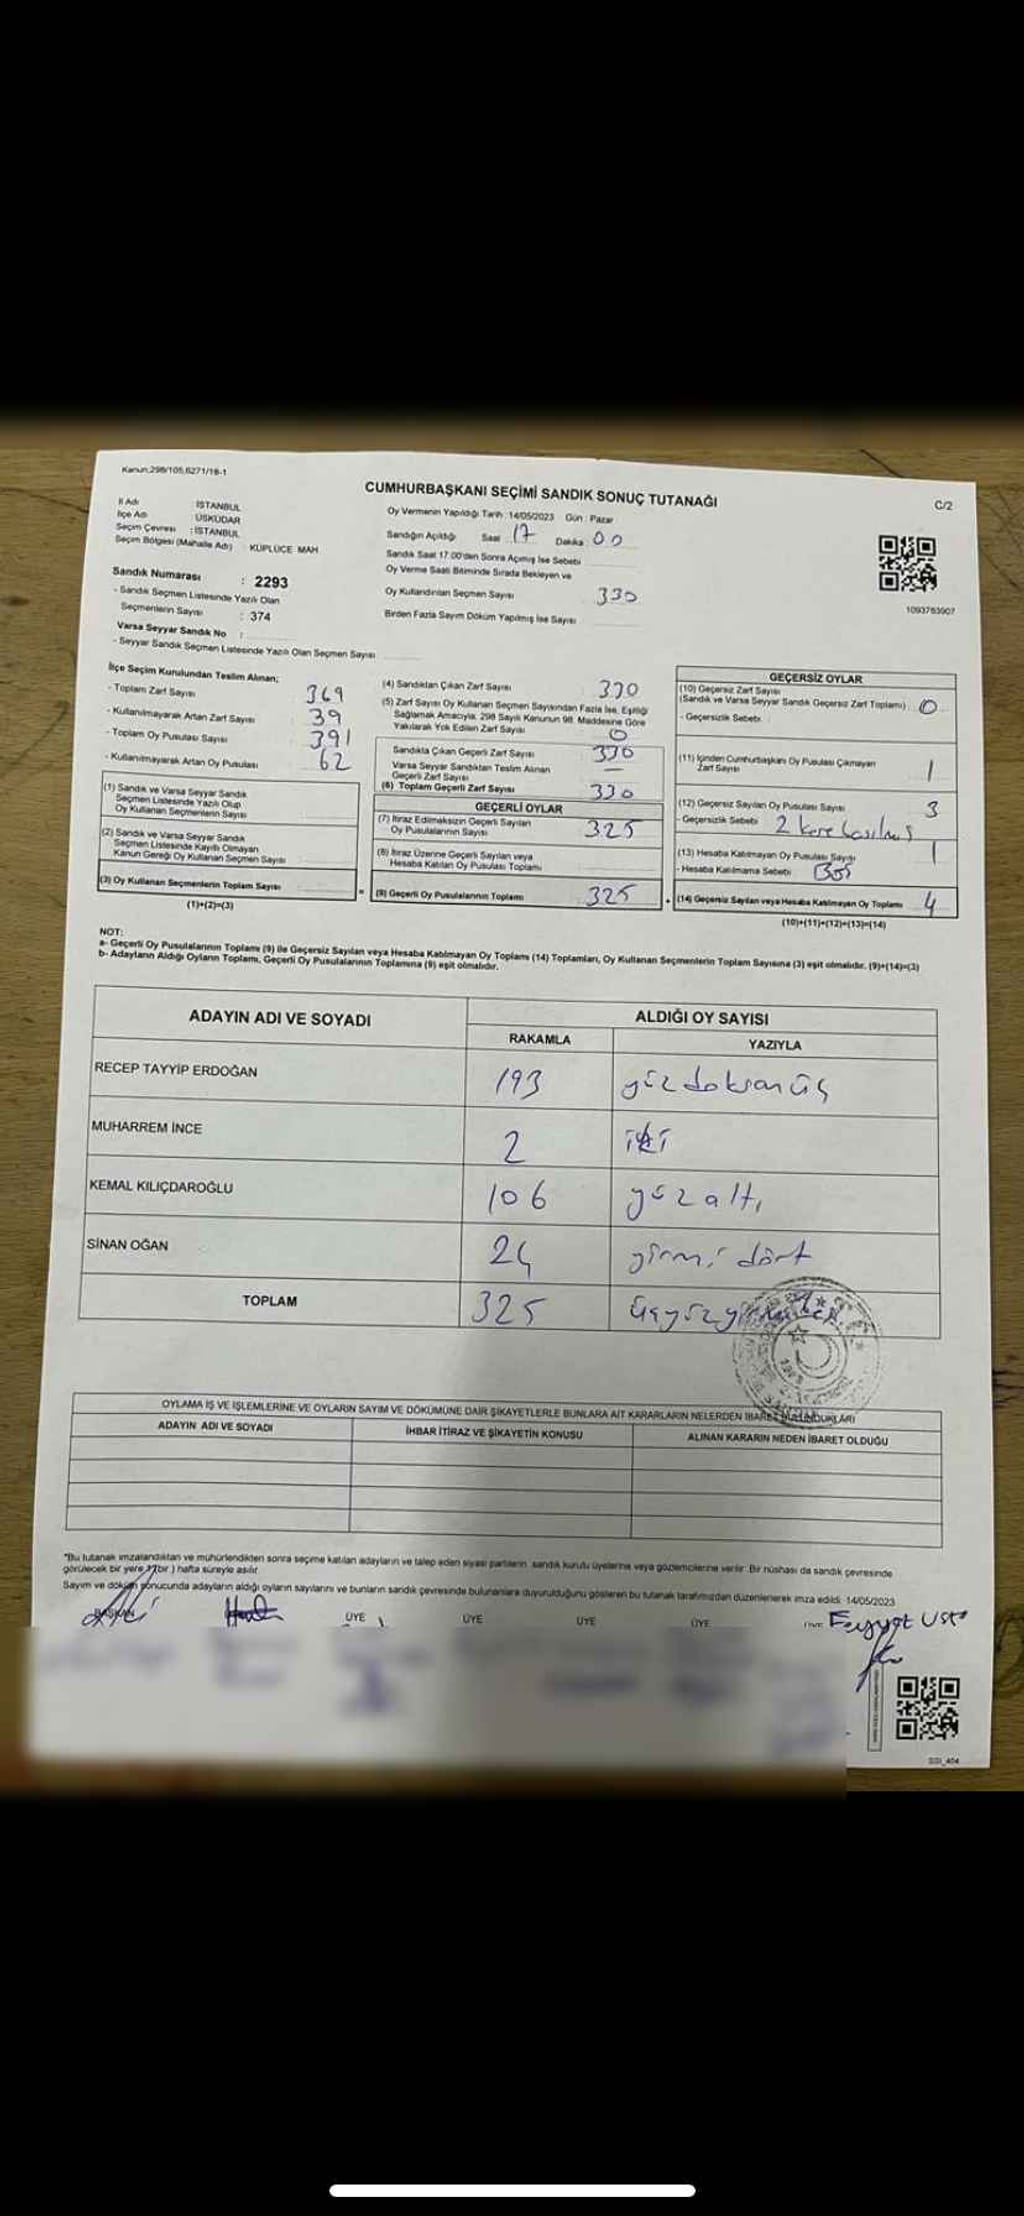 Kanun:298/105,6271/18-1
CUMHURBAŞKANI SEÇİMİ SANDIK SONUÇ TUTANAĞI
C/2
İl Adı : İSTANBUL
İlçe Adı : ÜSKÜDAR
Seçim Çevresi : İSTANBUL
Seçim Bölgesi (Mahalle Adı) : KÜPLÜCE MAH
Sandık Numarası : 2293
- Sandık Seçmen Listesinde Yazılı Olan
Seçmenlerin Sayısı : 374
Varsa Seyyar Sandık No :
- Seyyar Sandık Seçmen Listesinde Yazılı Olan Seçmen Sayısı
Oy Vermenin Yapıldığı Tarih :14/05/2023 Gün : Pazar
Sandığın Açıldığı Saat 17 Dakika 00
Sandık Saat 17:00'den Sonra Açılmış İse Sebebi
Oy Verme Saati Bitiminde Sırada Bekleyen ve
Oy Kullandırılan Seçmen Sayısı 330
Birden Fazla Sayım Döküm Yapılmış İse Sayısı
1093763907
İlçe Seçim Kurulundan Teslim Alınan;
- Toplam Zarf Sayısı 369
- Kullanılmayarak Artan Zarf Sayısı 39
- Toplam Oy Pusulası Sayısı 391
- Kullanılmayarak Artan Oy Pusulası 62
(1) Sandık ve Varsa Seyyar Sandık
Seçmen Listesinde Yazılı Olup
Oy Kullanan Seçmenlerin Sayısı
(2) Sandık ve Varsa Seyyar Sandık
Seçmen Listesinde Kayıtlı Olmayan
Kanun Gereği Oy Kullanan Seçmen Sayısı
(3) Oy Kullanan Seçmenlerin Toplam Sayısı
(1)+(2)=(3)
=
(4) Sandıktan Çıkan Zarf Sayısı 330
(5) Zarf Sayısı Oy Kullanan Seçmen Sayısından Fazla İse, Eşitliği
Sağlamak Amacıyla, 298 Sayılı Kanunun 98. Maddesine Göre
Yakılarak Yok Edilen Zarf Sayısı 0
Sandıkta Çıkan Geçerli Zarf Sayısı 330
Varsa Seyyar Sandıktan Teslim Alınan
Geçerli Zarf Sayısı —
(6) Toplam Geçerli Zarf Sayısı 330
GEÇERLİ OYLAR
(7) İtiraz Edilmeksizin Geçerli Sayılan
Oy Pusulalarının Sayısı 325
(8) İtiraz Üzerine Geçerli Sayılan veya
Hesaba Katılan Oy Pusulası Toplamı
(9) Geçerli Oy Pusulalarının Toplamı 325
+
GEÇERSİZ OYLAR
(10) Geçersiz Zarf Sayısı
(Sandık ve Varsa Seyyar Sandık Geçersiz Zarf Toplamı) 0
- Geçersizlik Sebebi
(11) İçinden Cumhurbaşkanı Oy Pusulası Çıkmayan
Zarf Sayısı 1
(12) Geçersiz Sayılan Oy Pusulası Sayısı 3
- Geçersizlik Sebebi 2 kere basılmış
(13) Hesaba Katılmayan Oy Pusulası Sayısı 1
- Hesaba Katılmama Sebebi Boş
(14) Geçersiz Sayılan veya Hesaba Katılmayan Oy Toplamı 4
(10)+(11)+(12)+(13)=(14)
NOT:
a- Geçerli Oy Pusulalarının Toplamı (9) ile Geçersiz Sayılan veya Hesaba Katılmayan Oy Toplamı (14) Toplamları, Oy Kullanan Seçmenlerin Toplam Sayısına (3) eşit olmalıdır. (9)+(14)=(3)
b- Adayların Aldığı Oyların Toplamı, Geçerli Oy Pusulalarının Toplamına (9) eşit olmalıdır.
ADAYIN ADI VE SOYADI ALDIĞI OY SAYISI
RAKAMLA YAZIYLA
RECEP TAYYİP ERDOĞAN 193 yüz doksan üç
MUHARREM İNCE 2 iki
KEMAL KILIÇDAROĞLU 106 yüz altı
SİNAN OĞAN 24 yirmi dört
TOPLAM 325 üçyüzyirmibeş
OYLAMA İŞ VE İŞLEMLERİNE VE OYLARIN SAYIM VE DÖKÜMÜNE DAİR ŞİKAYETLERLE BUNLARA AİT KARARLARIN NELERDEN İBARET BULUNDUKLARI
ADAYIN ADI VE SOYADI İHBAR İTİRAZ VE ŞİKAYETİN KONUSU ALINAN KARARIN NEDEN İBARET OLDUĞU
*Bu tutanak imzalandıktan ve mühürlendikten sonra seçime katılan adayların ve talep eden siyasi partilerin sandık kurulu üyelerine veya gözlemcilerine verilir. Bir nüshası da sandık çevresinde
görülecek bir yere 1 (bir ) hafta süreyle asılır.
Sayım ve döküm sonucunda adayların aldığı oyların sayılarını ve bunların sandık çevresinde bulunanlara duyurulduğunu gösteren bu tutanak tarafımızdan düzenlenerek imza edildi. 14/05/2023
BAŞKAN ÜYE ÜYE ÜYE ÜYE ÜYE
SSI_404